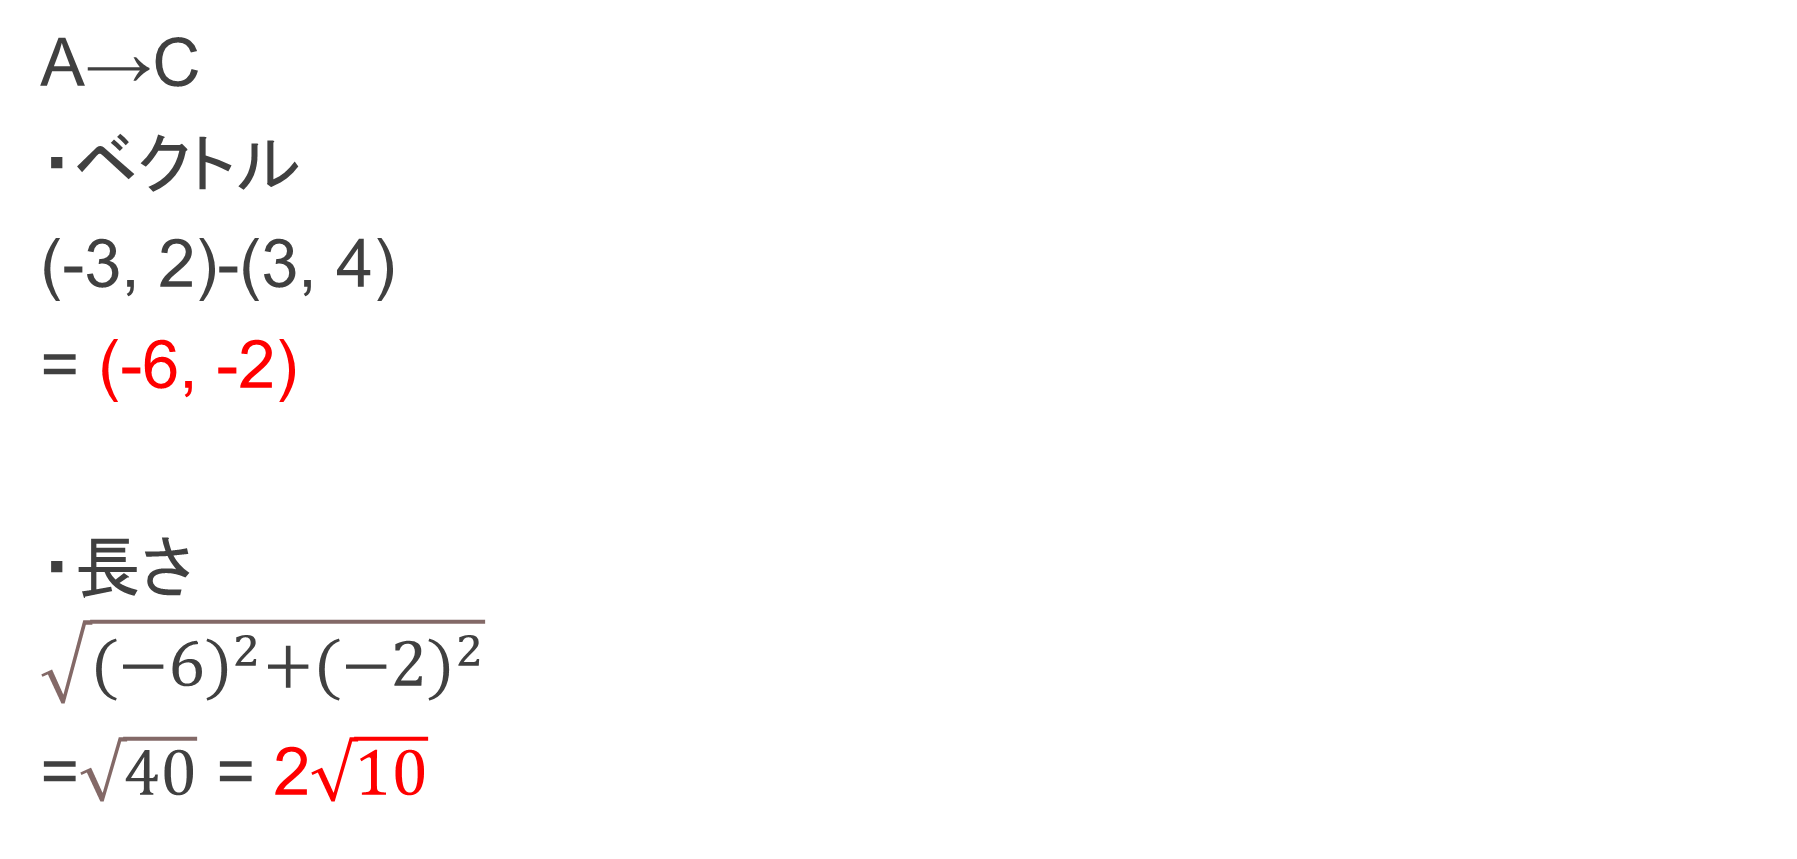 A→C
・ベクトル
(-3, 2)-(3, 4)
= (-6, -2)
・長さ
√(−6)²+(−2)²
=√40 = 2√10